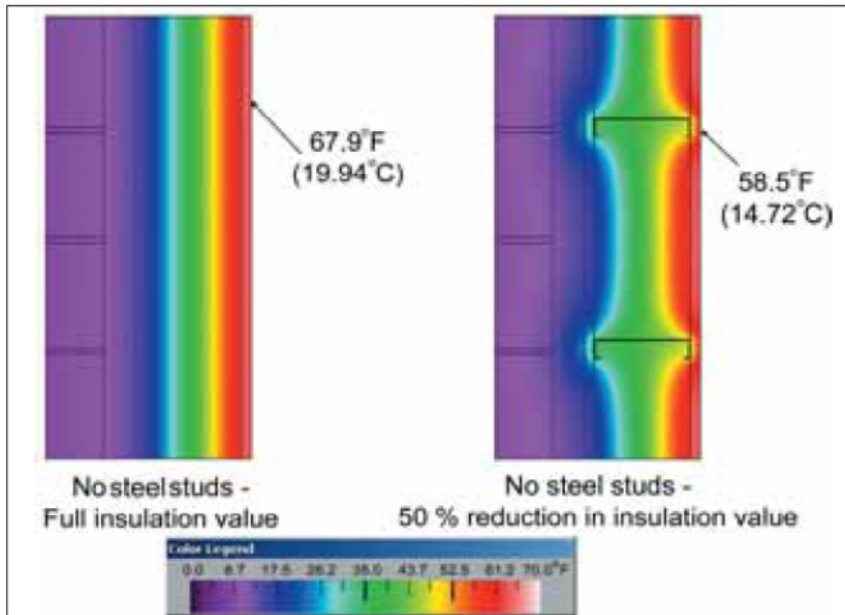 67.9°F
(19.94°C)
58.5°F
(14.72°C)
No steel studs -
Full insulation value
No steel studs -
50 % reduction in insulation value
Color Legend
0.0 8.7 17.5 26.2 35.0 43.7 52.5 61.2 70.0°F